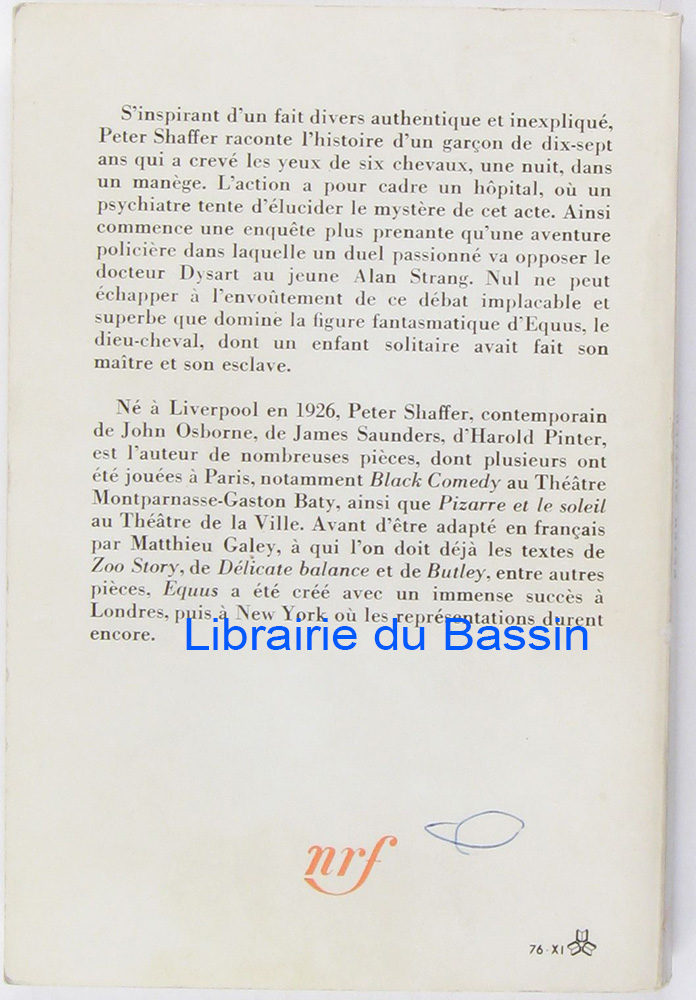 S'inspirant d'un fait divers authentique et inexpliqué,
Peter Shaffer raconte l'histoire d'un garçon de dix-sept
ans qui a crevé les yeux de six chevaux, une nuit, dans
un manège. L'action a pour cadre un hôpital, où un
psychiatre tente d'élucider le mystère de cet acte. Ainsi
commence une enquête plus prenante qu'une aventure
policière dans laquelle un duel passionné va opposer le
docteur Dysart au jeune Alan Strang. Nul ne peut
échapper à l'envoûtement de ce débat implacable et
superbe que domine la figure fantasmatique d'Equus, le
dieu-cheval, dont un enfant solitaire avait fait son
maître et son esclave.
Né à Liverpool en 1926, Peter Shaffer, contemporain
de John Osborne, de James Saunders, d'Harold Pinter,
est l'auteur de nombreuses pièces, dont plusieurs ont
été jouées à Paris, notamment Black Comedy au Théâtre
Montparnasse-Gaston Baty, ainsi que Pizarre et le soleil
au Théâtre de la Ville. Avant d'être adapté en français
par Matthieu Galey, à qui l'on doit déjà les textes de
Zoo Story, de Délicate balance et de Butley, entre autres
pièces, Equus a été créé avec un immense succès à
Londres, puis à New York où les représentations durent
encore.
Librairie du Bassin
nrf
76-XI